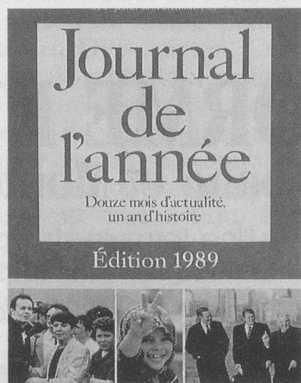 Journal
de
l'année
Douze mois d'actualité,
un an d'histoire
Édition 1989